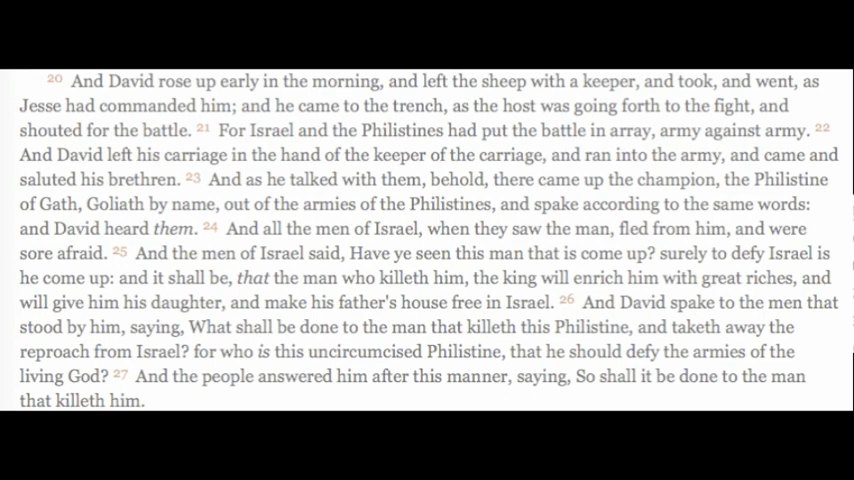 20 And David rose up early in the morning, and left the sheep with a keeper, and took, and went, as
Jesse had commanded him; and he came to the trench, as the host was going forth to the fight, and
shouted for the battle. 21 For Israel and the Philistines had put the battle in array, army against army. 22
And David left his carriage in the hand of the keeper of the carriage, and ran into the army, and came and
saluted his brethren. 23 And as he talked with them, behold, there came up the champion, the Philistine
of Gath, Goliath by name, out of the armies of the Philistines, and spake according to the same words:
and David heard them. 24 And all the men of Israel, when they saw the man, fled from him, and were
sore afraid. 25 And the men of Israel said, Have ye seen this man that is come up? surely to defy Israel is
he come up: and it shall be, that the man who killeth him, the king will enrich him with great riches, and
will give him his daughter, and make his father's house free in Israel. 26 And David spake to the men that
stood by him, saying, What shall be done to the man that killeth this Philistine, and taketh away the
reproach from Israel? for who is this uncircumcised Philistine, that he should defy the armies of the
living God? 27 And the people answered him after this manner, saying, So shall it be done to the man
that killeth him.